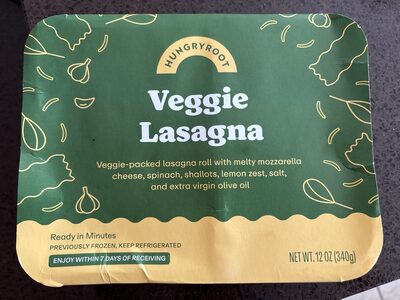 HUNGRYROOT
Veggie
Lasagna
Veggie-packed lasagna roll with melty mozzarella
cheese, spinach, shallots, lemon zest, salt,
and extra virgin olive oil
Ready in Minutes
PREVIOUSLY FROZEN, KEEP REFRIGERATED
ENJOY WITHIN 7 DAYS OF RECEIVING
NET WT. 12 OZ (340g)